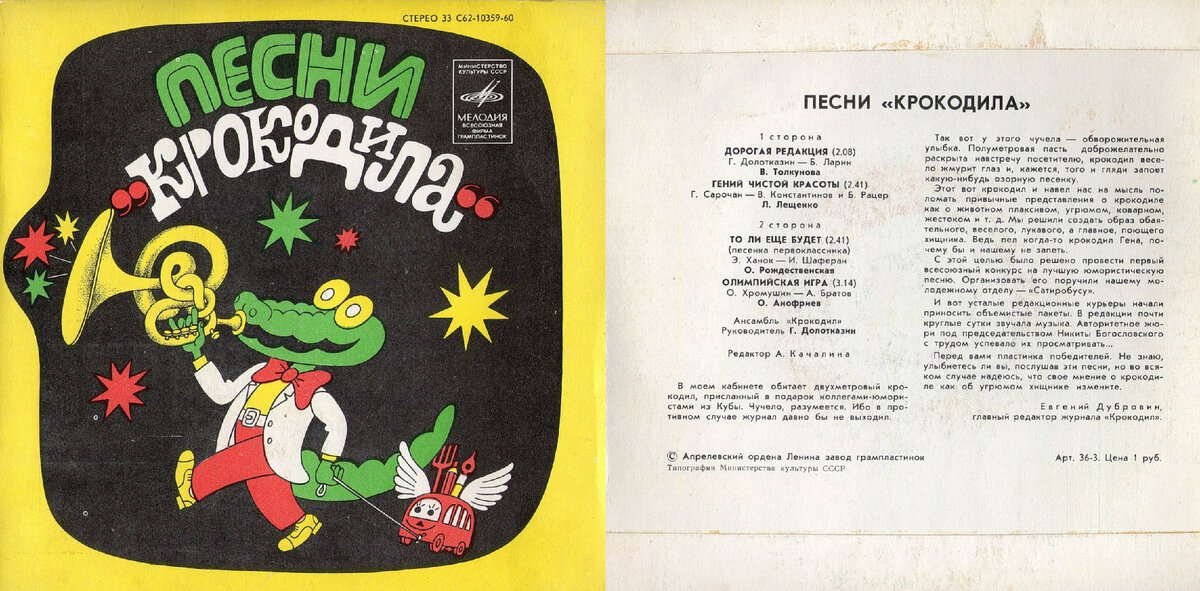 СТЕРЕО 33 С62-10359-60
ПЕСНИ
„КРОКОДИЛА“
МИНИСТЕРСТВО
КУЛЬТУРЫ СССР
МЕЛОДИЯ
ВСЕСОЮЗНАЯ
ФИРМА
ГРАМПЛАСТИНОК
ПЕСНИ «КРОКОДИЛА»
1 сторона
ДОРОГАЯ РЕДАКЦИЯ (2.08)
Г. Долотказин — Б. Ларин
В. Толкунова
ГЕНИЙ ЧИСТОЙ КРАСОТЫ (2.41)
Г. Сарочан — В. Константинов и Б. Рацер
Л. Лещенко
2 сторона
ТО ЛИ ЕЩЕ БУДЕТ (2.41)
(песенка первоклассника)
Э. Ханок — И. Шаферан
О. Рождественская
ОЛИМПИЙСКАЯ ИГРА (3.14)
О. Хромушин — А. Братов
О. Анофриев
Ансамбль «Крокодил»
Руководитель Г. Долотказин
Редактор А. Качалина
В моем кабинете обитает двухметровый кро-
кодил, присланный в подарок коллегами-юмори-
стами из Кубы. Чучело, разумеется. Ибо в про-
тивном случае журнал давно бы не выходил.
Так вот у этого чучела — обворожительная
улыбка. Полуметровая пасть доброжелательно
раскрыта навстречу посетителю, крокодил весе-
ло жмурит глаз и, кажется, того и гляди запоет
какую-нибудь озорную песенку.
Этот вот крокодил и навел нас на мысль по-
ломать привычные представления о крокодиле
как о животном плаксивом, угрюмом, коварном,
жестоком и т. д. Мы решили создать образ обая-
тельного, веселого, лукавого, а главное, поющего
хищника. Ведь пел когда-то крокодил Гена, по-
чему бы и нашему не запеть.
С этой целью было решено провести первый
всесоюзный конкурс на лучшую юмористическую
песню. Организовать его поручили нашему мо-
лодежному отделу — «Сатиробусу».
И вот усталые редакционные курьеры начали
приносить объемистые пакеты. В редакции почти
круглые сутки звучала музыка. Авторитетное жю-
ри под председательством Никиты Богословского
с трудом успевало их просматривать...
Перед вами пластинка победителей. Не знаю,
улыбнетесь ли вы, послушав эти песни, но во вся-
ком случае надеюсь, что свое мнение о крокоди-
ле как об угрюмом хищнике измените.
Евгений Дубровин,
главный редактор журнала «Крокодил».
© Апрелевский ордена Ленина завод грампластинок
Типография Министерства культуры СССР
Арт. 36-3. Цена 1 руб.